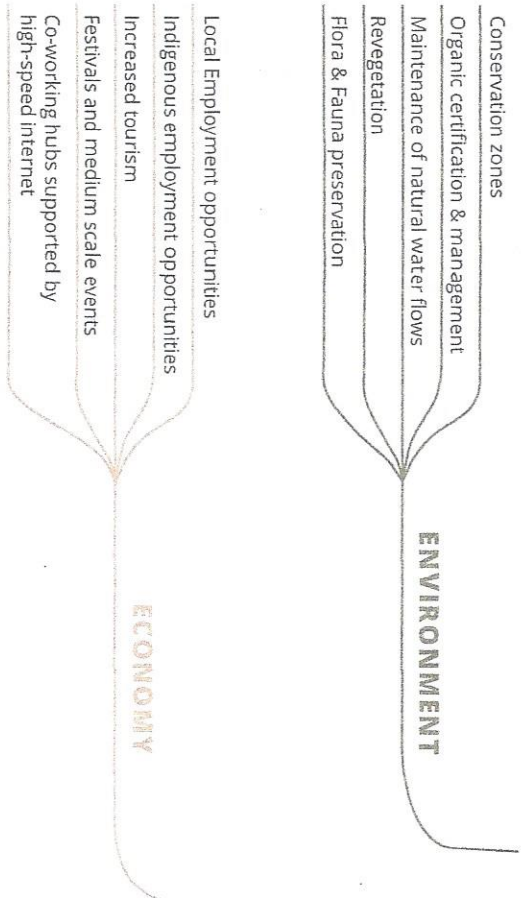 Conservation zones
Organic certification & management
Maintenance of natural water flows
Revegetation
Flora & Fauna preservation
ENVIRONMENT
Local Employment opportunities
Indigenous employment opportunities
Increased tourism
Festivals and medium scale events
Co-working hubs supported by
high-speed internet
ECONOMY